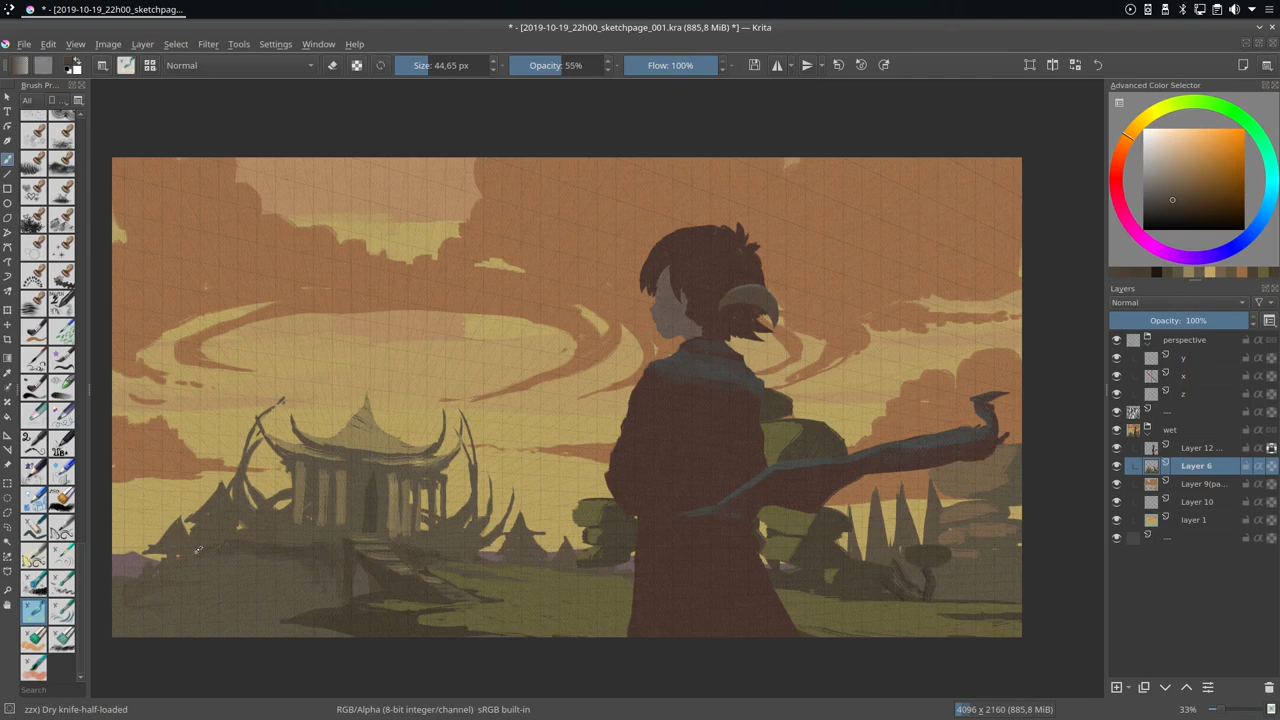 * - [2019-10-19_22h00_sketchpag...
* - [2019-10-19_22h00_sketchpage_001.kra (885,8 MiB) *] — Krita
File Edit View Image Layer Select Filter Tools Settings Window Help
Normal Size: 44,65 px Opacity: 55% Flow: 100%
Brush Pr...
All
Search
Advanced Color Selector
Layers
Normal
Opacity: 100%
perspective
y
x
z
...
wet
Layer 12 ...
Layer 6
Layer 9(pa...
Layer 10
layer 1
...
zzx) Dry knife-half-loaded RGB/Alpha (8-bit integer/channel) sRGB built-in 4096 x 2160 (885,8 MiB) 33%